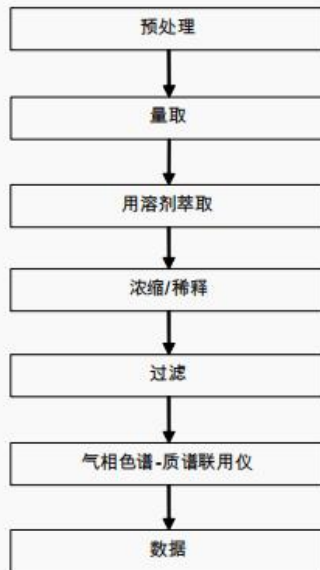 预处理
量取
用溶剂萃取
浓缩/稀释
过滤
气相色谱-质谱联用仪
数据